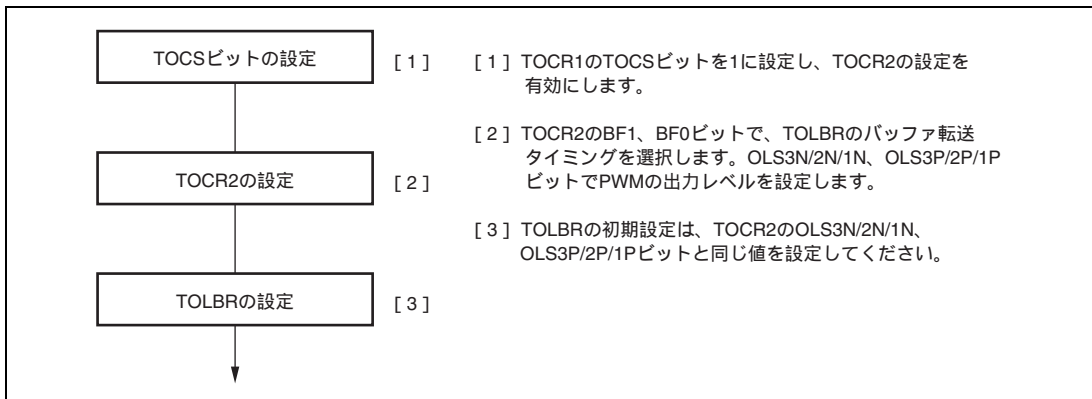 TOCSビットの設定
[ 1 ]
[ 1 ] TOCR1のTOCSビットを1に設定し、TOCR2の設定を
有効にします。
[ 2 ] TOCR2のBF1、BF0ビットで、TOLBRのバッファ転送
タイミングを選択します。OLS3N/2N/1N、OLS3P/2P/1P
ビットでPWMの出力レベルを設定します。
TOCR2の設定
[ 2 ]
[ 3 ] TOLBRの初期設定は、TOCR2のOLS3N/2N/1N、
OLS3P/2P/1Pビットと同じ値を設定してください。
TOLBRの設定
[ 3 ]